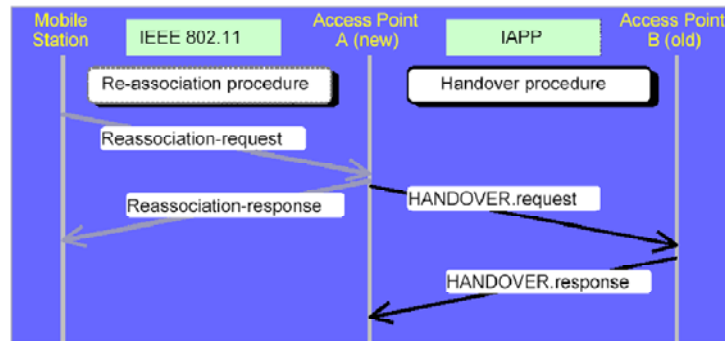 Mobile
Station
IEEE 802.11
Access Point
A (new)
IAPP
Access Point
B (old)
Re-association procedure
Handover procedure
Reassociation-request
Reassociation-response
HANDOVER.request
HANDOVER.response